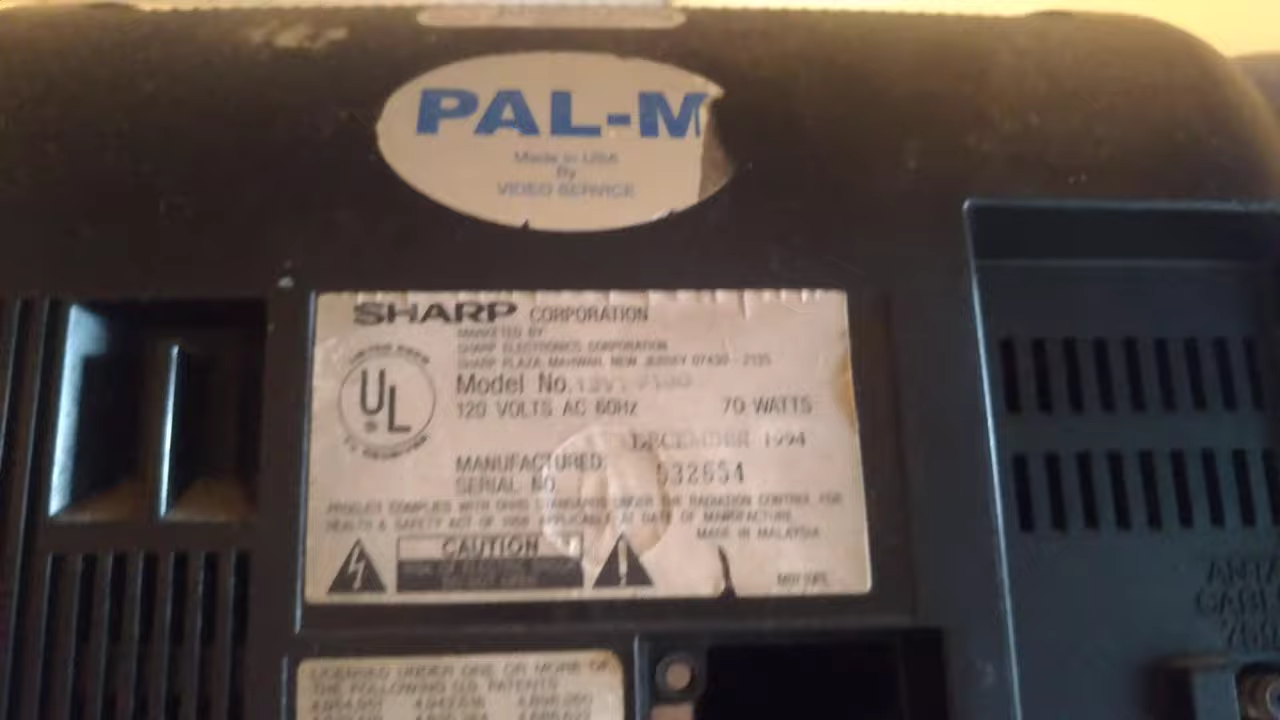 PAL-M
Made in USA
By
VIDEO SERVICE
SHARP CORPORATION
MARKETED BY
SHARP ELECTRONICS CORPORATION
SHARP PLAZA MAHWAH, NEW JERSEY 07430-2135
UL
Model No.
120 VOLTS AC 60Hz 70 WATTS
DECEMBER 1994
MANUFACTURED:
SERIAL NO. 532654
PRODUCT COMPLIES WITH DHHS STANDARDS UNDER THE RADIATION CONTROL FOR
HEALTH & SAFETY ACT OF 1968 APPLICABLE AT DATE OF MANUFACTURE.
MADE IN MALAYSIA
CAUTION
LICENSED UNDER ONE OR MORE OF
THE FOLLOWING U.S. PATENTS
ANTE
CABLE